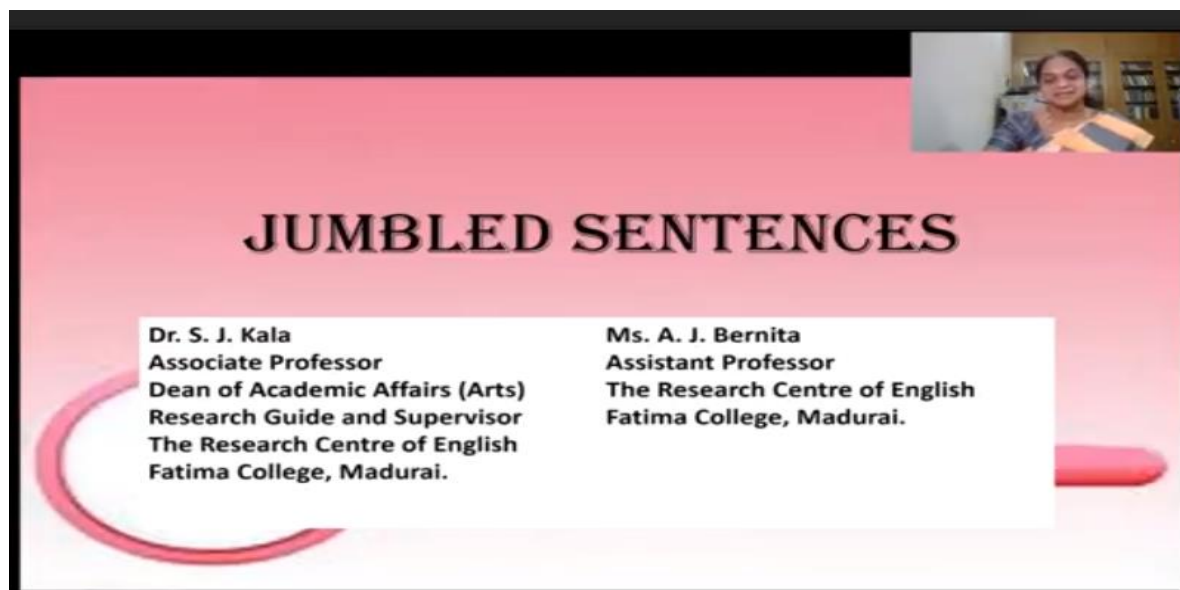 JUMBLED SENTENCES
Dr. S. J. Kala
Associate Professor
Dean of Academic Affairs (Arts)
Research Guide and Supervisor
The Research Centre of English
Fatima College, Madurai.
Ms. A. J. Bernita
Assistant Professor
The Research Centre of English
Fatima College, Madurai.